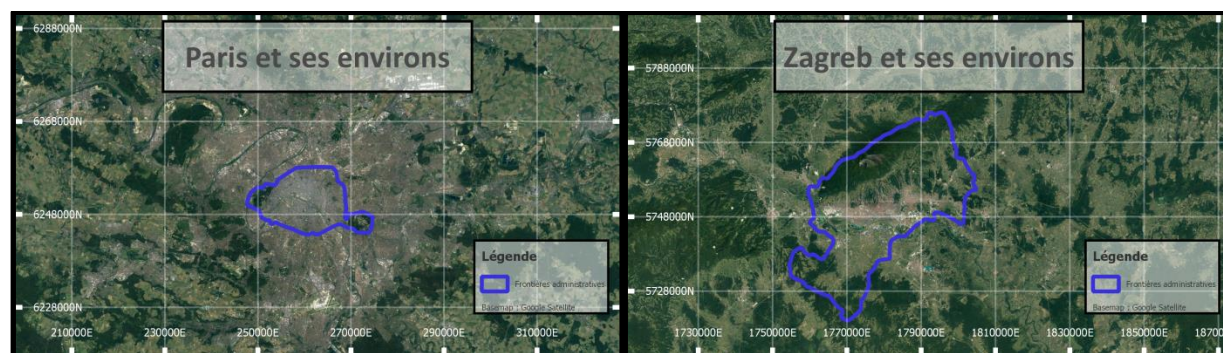 Paris et ses environs
6288000N
6268000N
6248000N
6228000N
210000E 230000E 250000E 270000E 290000E 310000E
Légende
Frontières administratives
Basemap : Google Satellite
Zagreb et ses environs
5788000N
5768000N
5748000N
5728000N
1730000E 1750000E 1770000E 1790000E 1810000E 1830000E 1850000E 187000
Légende
Frontières administratives
Basemap : Google Satellite